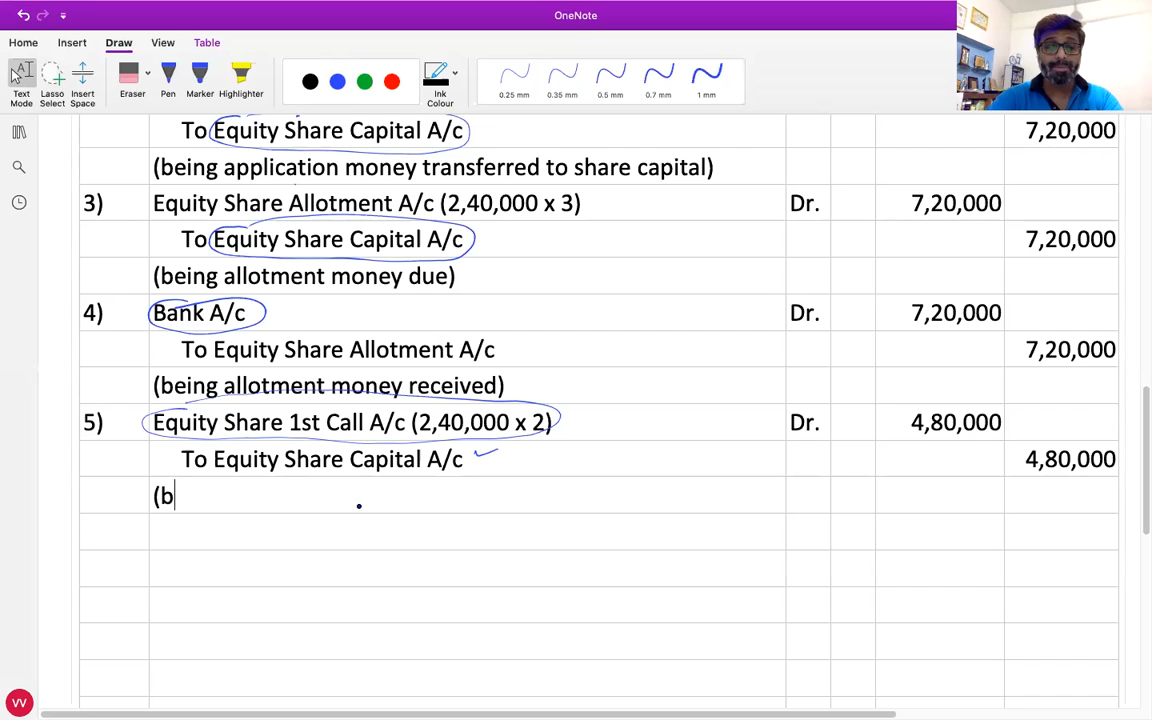 OneNote
Home Insert Draw View Table
Text Mode
Lasso Select
Insert Space
Eraser
Pen
Marker
Highlighter
Ink Colour
0.25 mm 0.35 mm 0.5 mm 0.7 mm 1 mm
To Equity Share Capital A/c 7,20,000
(being application money transferred to share capital)
3) Equity Share Allotment A/c (2,40,000 x 3) Dr. 7,20,000
To Equity Share Capital A/c 7,20,000
(being allotment money due)
4) Bank A/c Dr. 7,20,000
To Equity Share Allotment A/c 7,20,000
(being allotment money received)
5) Equity Share 1st Call A/c (2,40,000 x 2) Dr. 4,80,000
To Equity Share Capital A/c 4,80,000
(b
VV